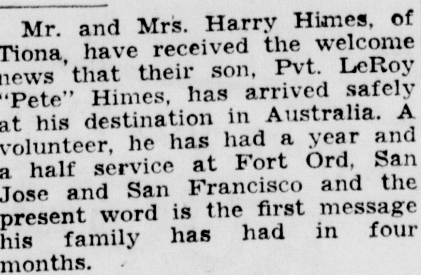 Mr. and Mrs. Harry Himes, of
Tiona, have received the welcome
news that their son, Pvt. LeRoy
"Pete" Himes, has arrived safely
at his destination in Australia. A
volunteer, he has had a year and
a half service at Fort Ord, San
Jose and San Francisco and the
present word is the first message
his family has had in four
months.